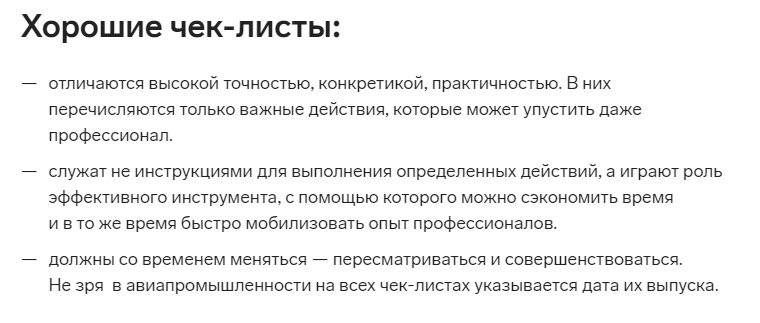 Хорошие чек-листы:
— отличаются высокой точностью, конкретикой, практичностью. В них
перечисляются только важные действия, которые может упустить даже
профессионал.
— служат не инструкциями для выполнения определенных действий, а играют роль
эффективного инструмента, с помощью которого можно сэкономить время
и в то же время быстро мобилизовать опыт профессионалов.
— должны со временем меняться — пересматриваться и совершенствоваться.
Не зря  в авиапромышленности на всех чек-листах указывается дата их выпуска.